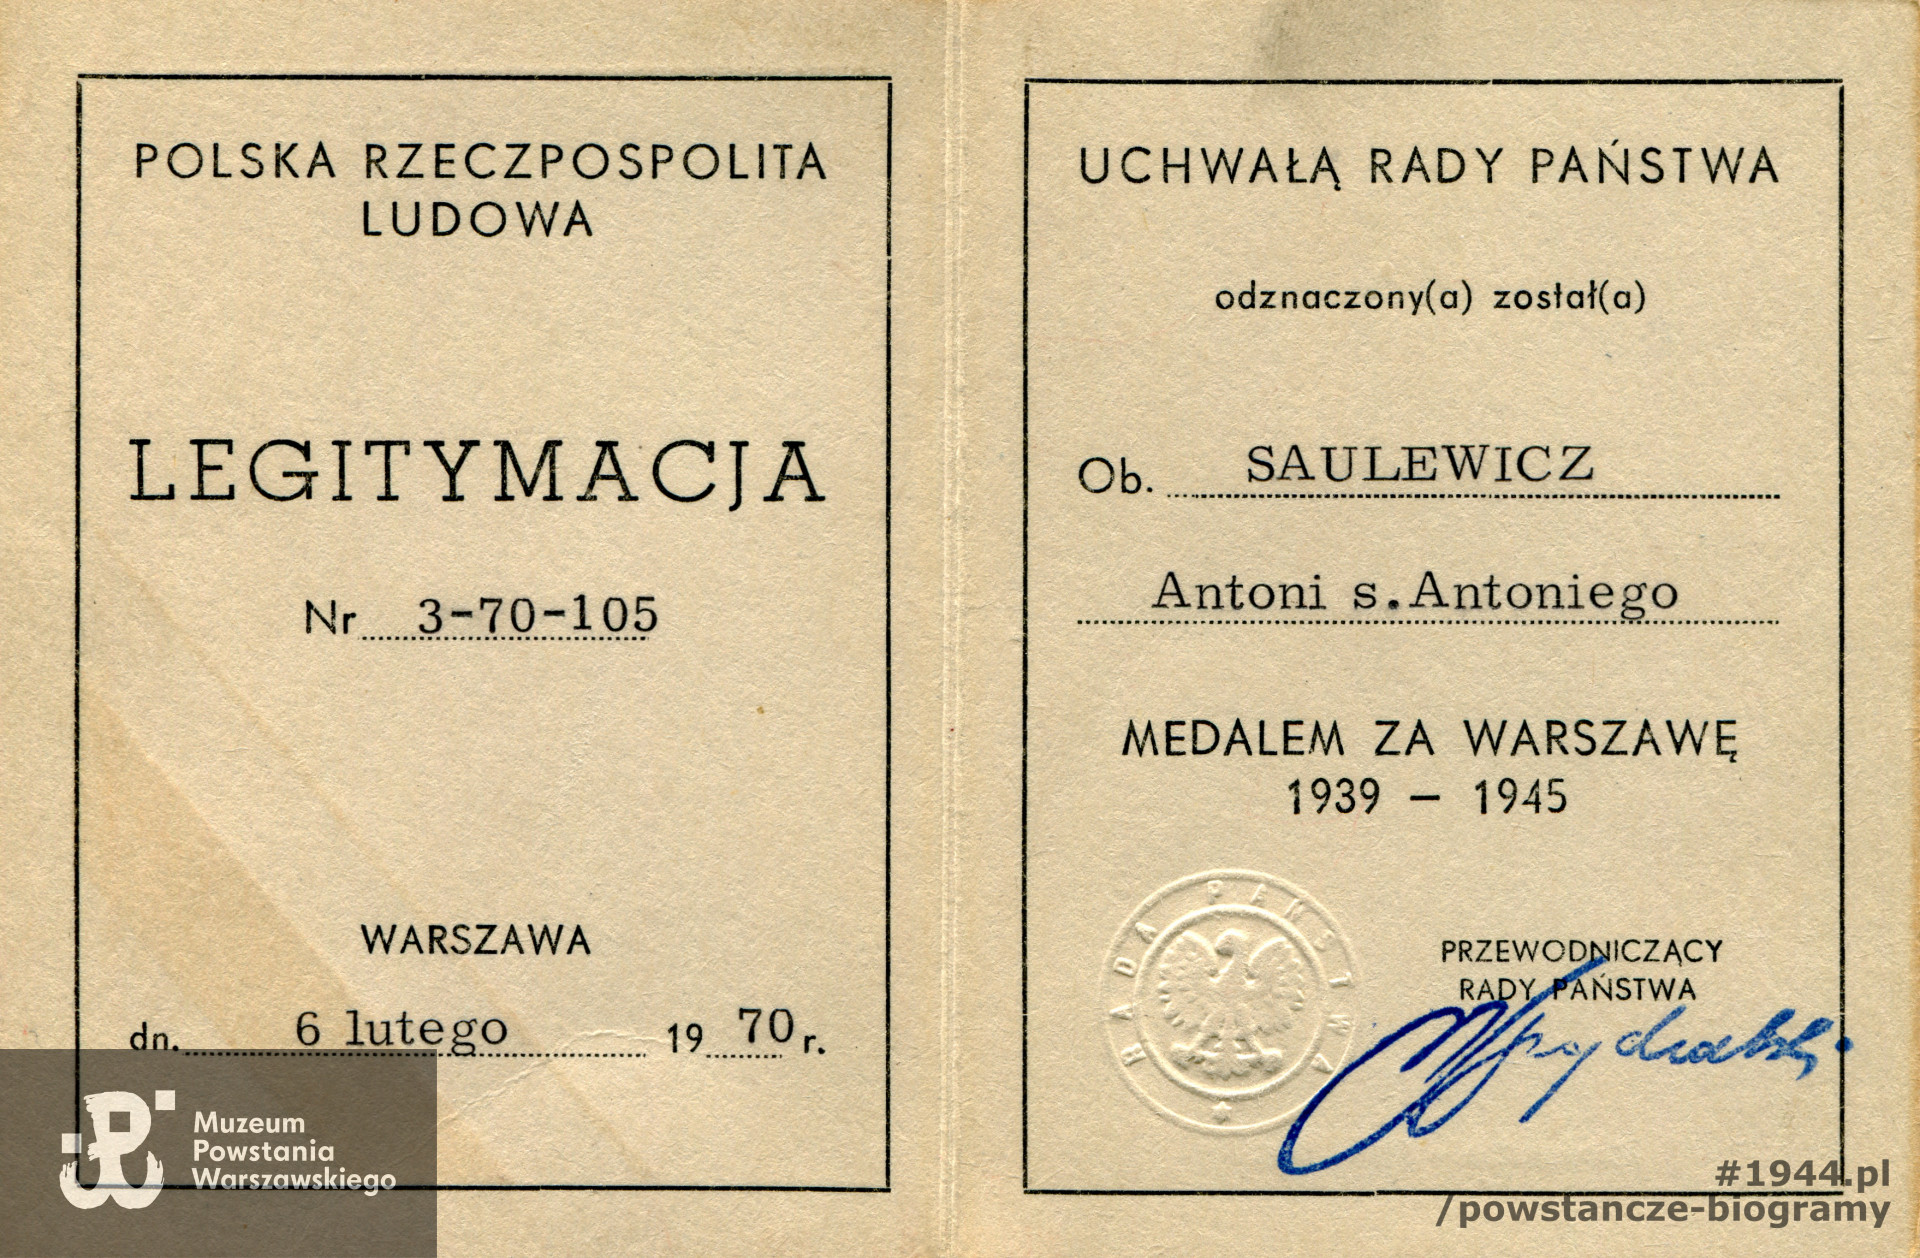 POLSKA RZECZPOSPOLITA
LUDOWA
LEGITYMACJA
Nr 3-70-105
WARSZAWA
dn. 6 lutego 1970 r.
UCHWAŁĄ RADY PAŃSTWA
odznaczony(a) został(a)
Ob. SAULEWICZ
Antoni s.Antoniego
MEDALEM ZA WARSZAWĘ
1939 — 1945
RADA PAŃSTWA
PRZEWODNICZĄCY
RADY PAŃSTWA
Muzeum
Powstania
Warszawskiego
#1944.pl
/powstancze-biogramy